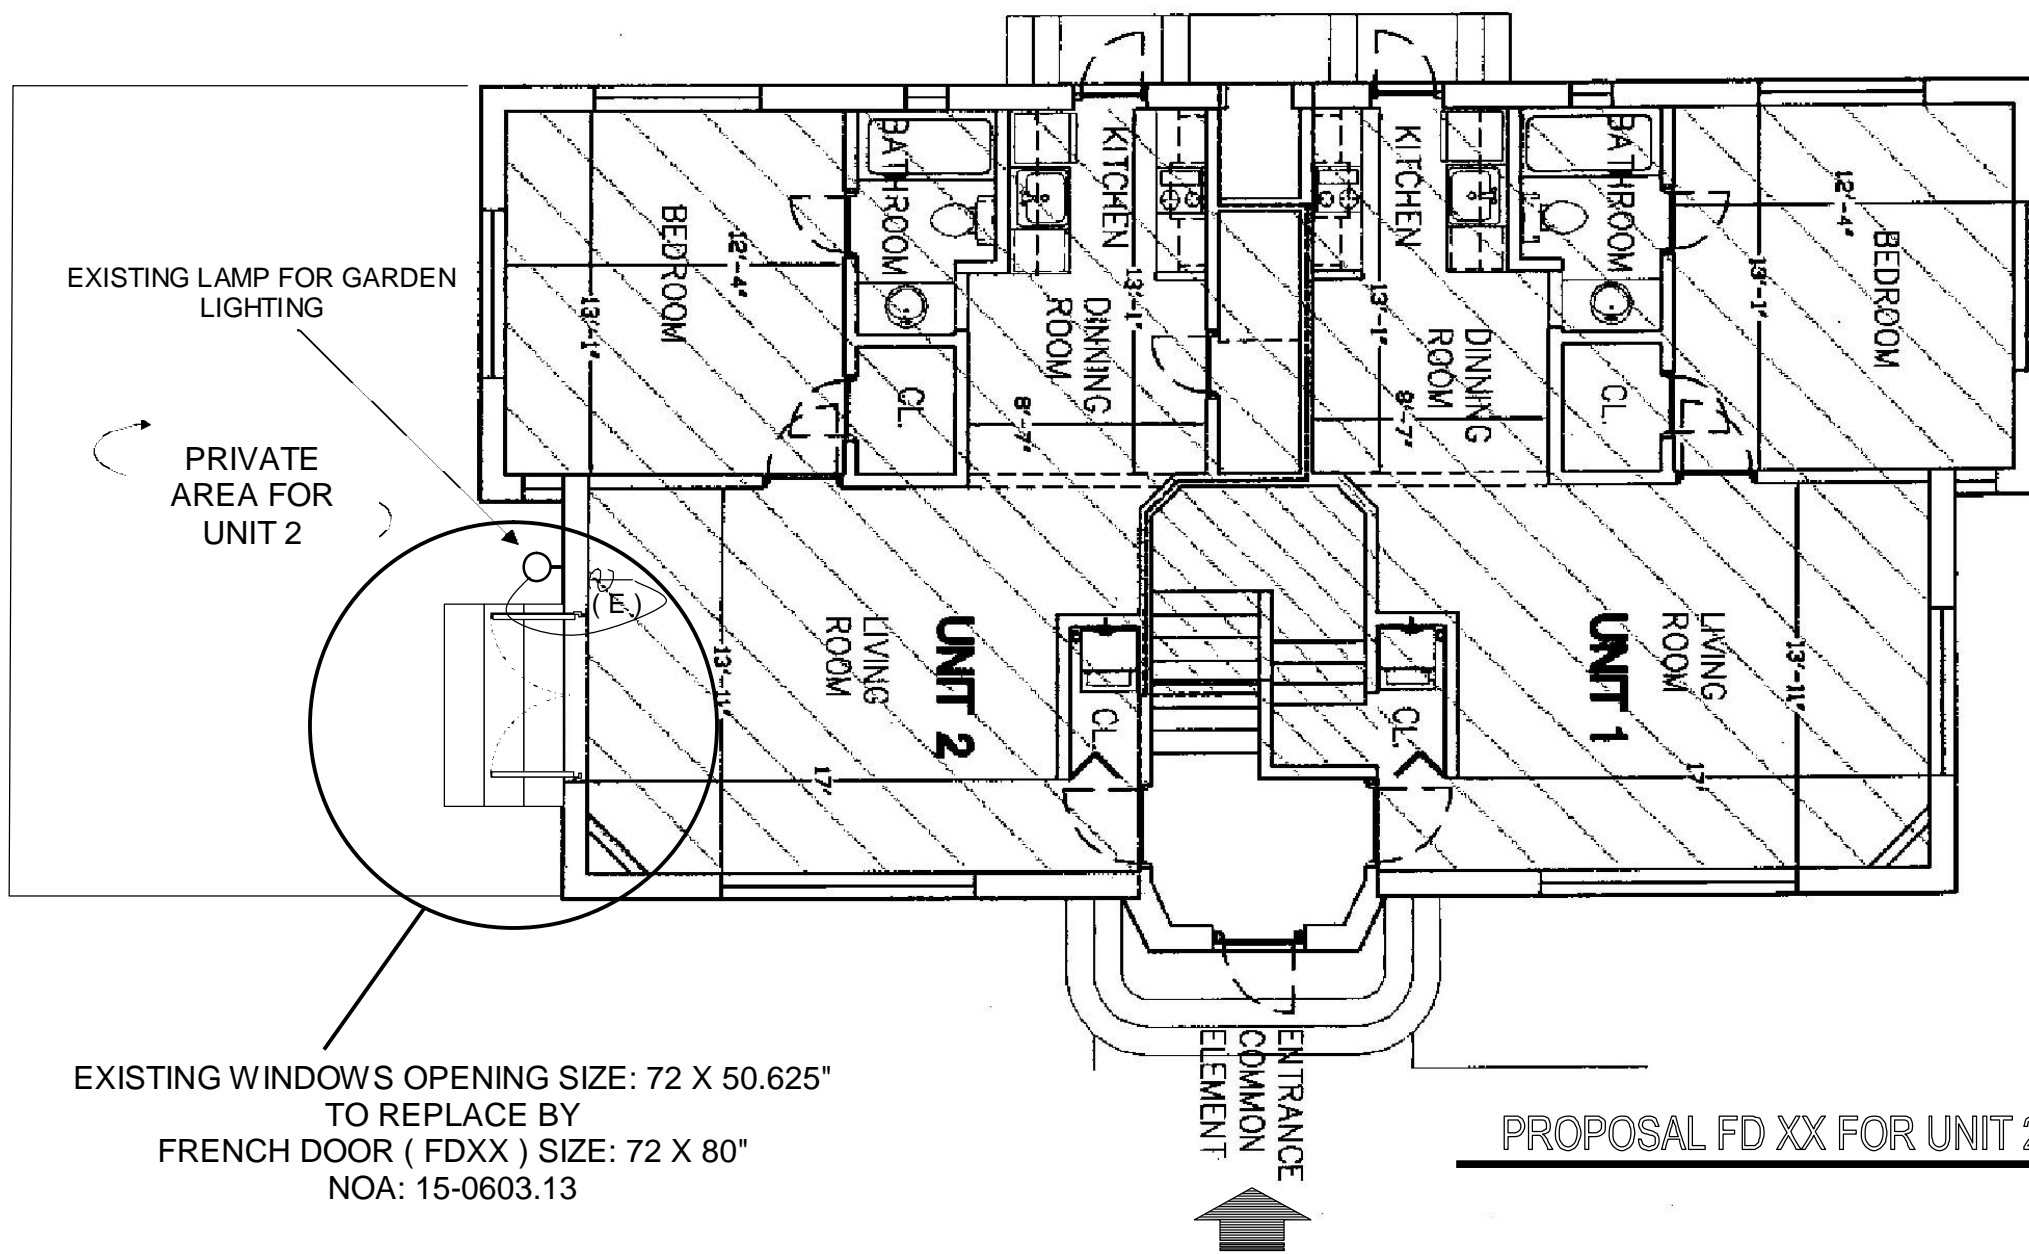 KITCHEN
KITCHEN
BATHROOM
BATHROOM
BEDROOM
12'-4"
13'-1"
12'-4"
13'-1"
BEDROOM
DINNING
ROOM
13'-1"
8'-7"
13'-1"
DINNING
ROOM
8'-7"
CL.
CL.
EXISTING LAMP FOR GARDEN
LIGHTING
PRIVATE
AREA FOR
UNIT 2
( E )
LIVING
ROOM
UNIT 2
13'-11"
17'
CL.
CL.
UNIT 1
LIVING
ROOM
13'-11"
17'
ENTRANCE
COMMON
ELEMENT
EXISTING WINDOWS OPENING SIZE: 72 X 50.625"
TO REPLACE BY
FRENCH DOOR ( FDXX ) SIZE: 72 X 80"
NOA: 15-0603.13
PROPOSAL FD XX FOR UNIT 2